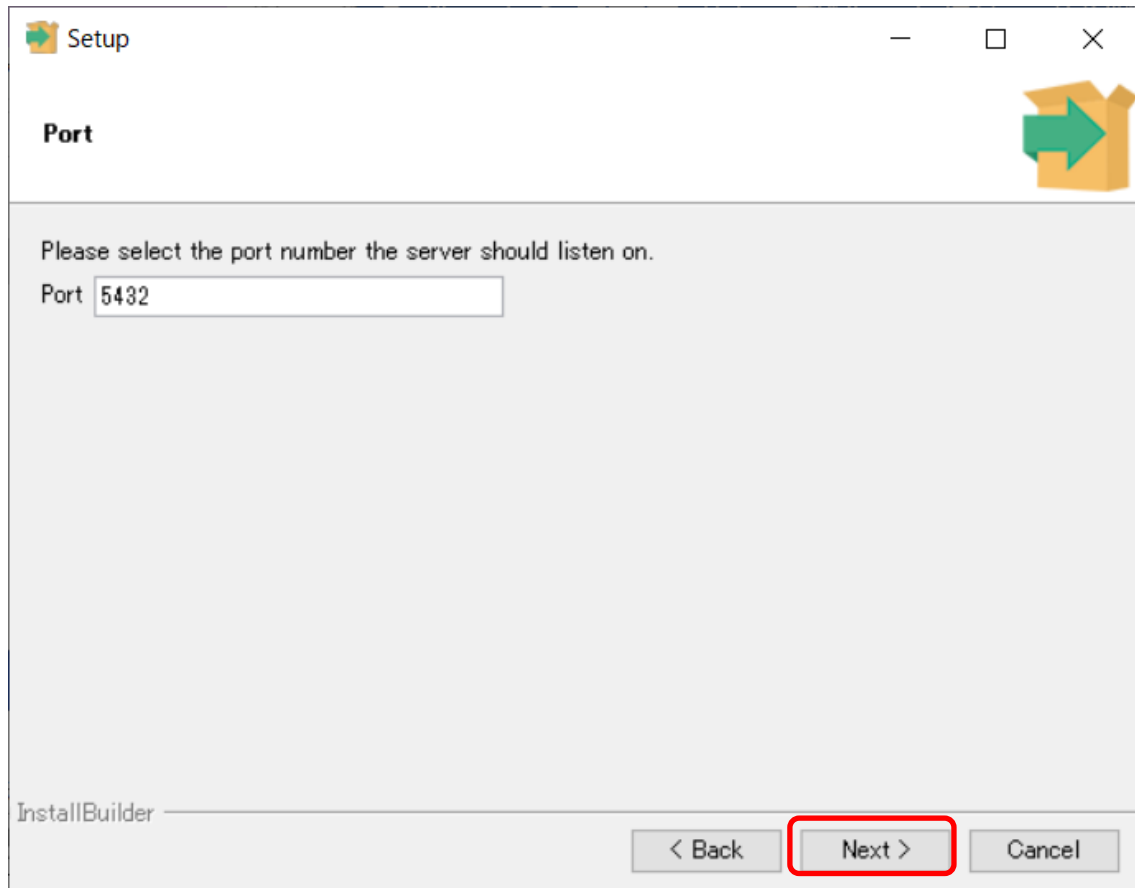 Setup
Port
Please select the port number the server should listen on.
Port 5432
InstallBuilder
< Back Next > Cancel